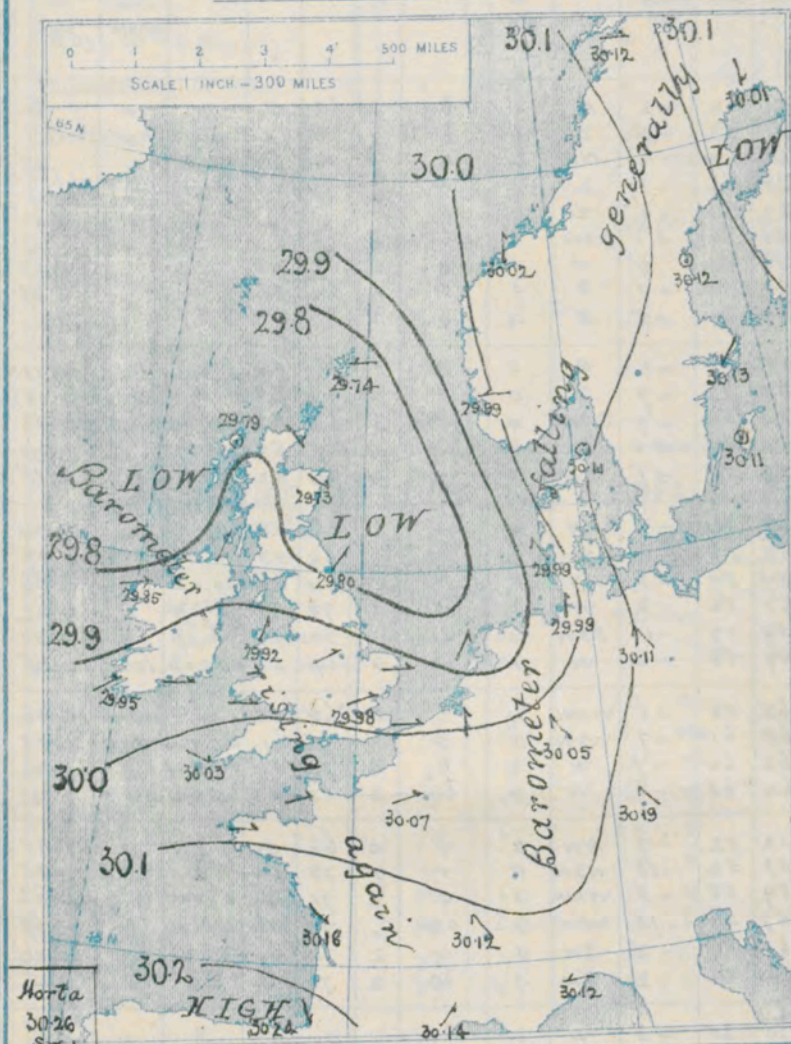 0 1 2 3 4 500 MILES
SCALE 1 INCH = 300 MILES
30.1
30.12
30.1
30.01
65 N
LOW
30.0
generally
29.9
30.02
30.12
29.8
29.74
30.13
29.99
29.79
falling
30.11
LOW
Barometer
29.73
LOW
29.8
29.80
29.99
29.99
29.9
29.92
30.11
29.95
rising
29.98
Barometer
30.05
30.0
30.03
30.07
30.19
30.1
again
30.16
30.12
45 N
30.2
30.12
HIGH
30.24
30.14
Horta
30.26